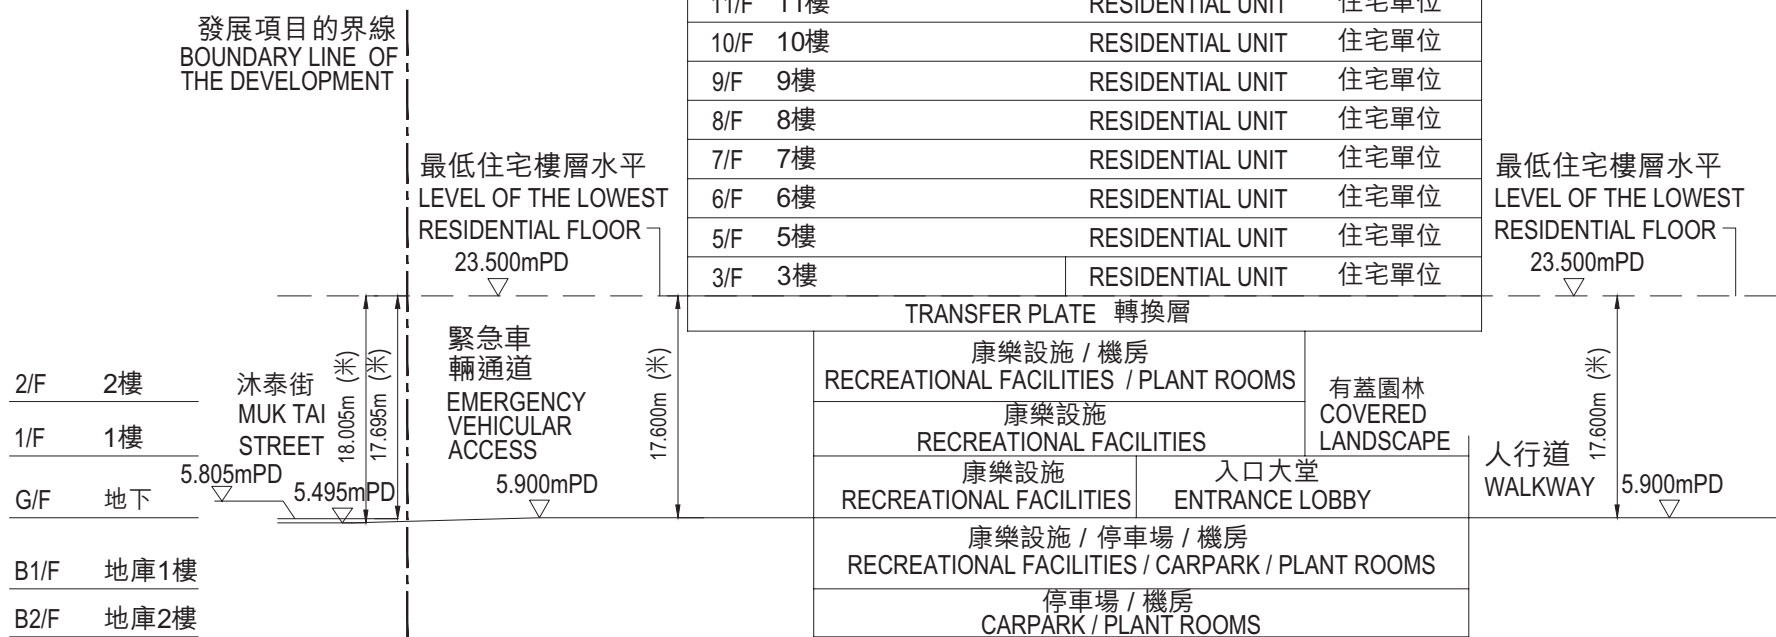 11/F 11樓 RESIDENTIAL UNIT 住宅單位
發展項目的界線
BOUNDARY LINE OF
THE DEVELOPMENT
10/F 10樓 RESIDENTIAL UNIT 住宅單位
9/F 9樓 RESIDENTIAL UNIT 住宅單位
8/F 8樓 RESIDENTIAL UNIT 住宅單位
7/F 7樓 RESIDENTIAL UNIT 住宅單位
6/F 6樓 RESIDENTIAL UNIT 住宅單位
5/F 5樓 RESIDENTIAL UNIT 住宅單位
3/F 3樓 RESIDENTIAL UNIT 住宅單位
最低住宅樓層水平
LEVEL OF THE LOWEST
RESIDENTIAL FLOOR
23.500mPD
最低住宅樓層水平
LEVEL OF THE LOWEST
RESIDENTIAL FLOOR
23.500mPD
TRANSFER PLATE 轉換層
2/F 2樓
1/F 1樓
G/F 地下
B1/F 地庫1樓
B2/F 地庫2樓
沐泰街
MUK TAI
STREET
5.805mPD
5.495mPD
18.005m (米)
17.695m (米)
緊急車
輛通道
EMERGENCY
VEHICULAR
ACCESS
5.900mPD
17.600m (米)
康樂設施 / 機房
RECREATIONAL FACILITIES / PLANT ROOMS
康樂設施
RECREATIONAL FACILITIES
有蓋園林
COVERED
LANDSCAPE
康樂設施
RECREATIONAL FACILITIES
入口大堂
ENTRANCE LOBBY
人行道
WALKWAY
17.600m (米)
5.900mPD
康樂設施 / 停車場 / 機房
RECREATIONAL FACILITIES / CARPARK / PLANT ROOMS
停車場 / 機房
CARPARK / PLANT ROOMS